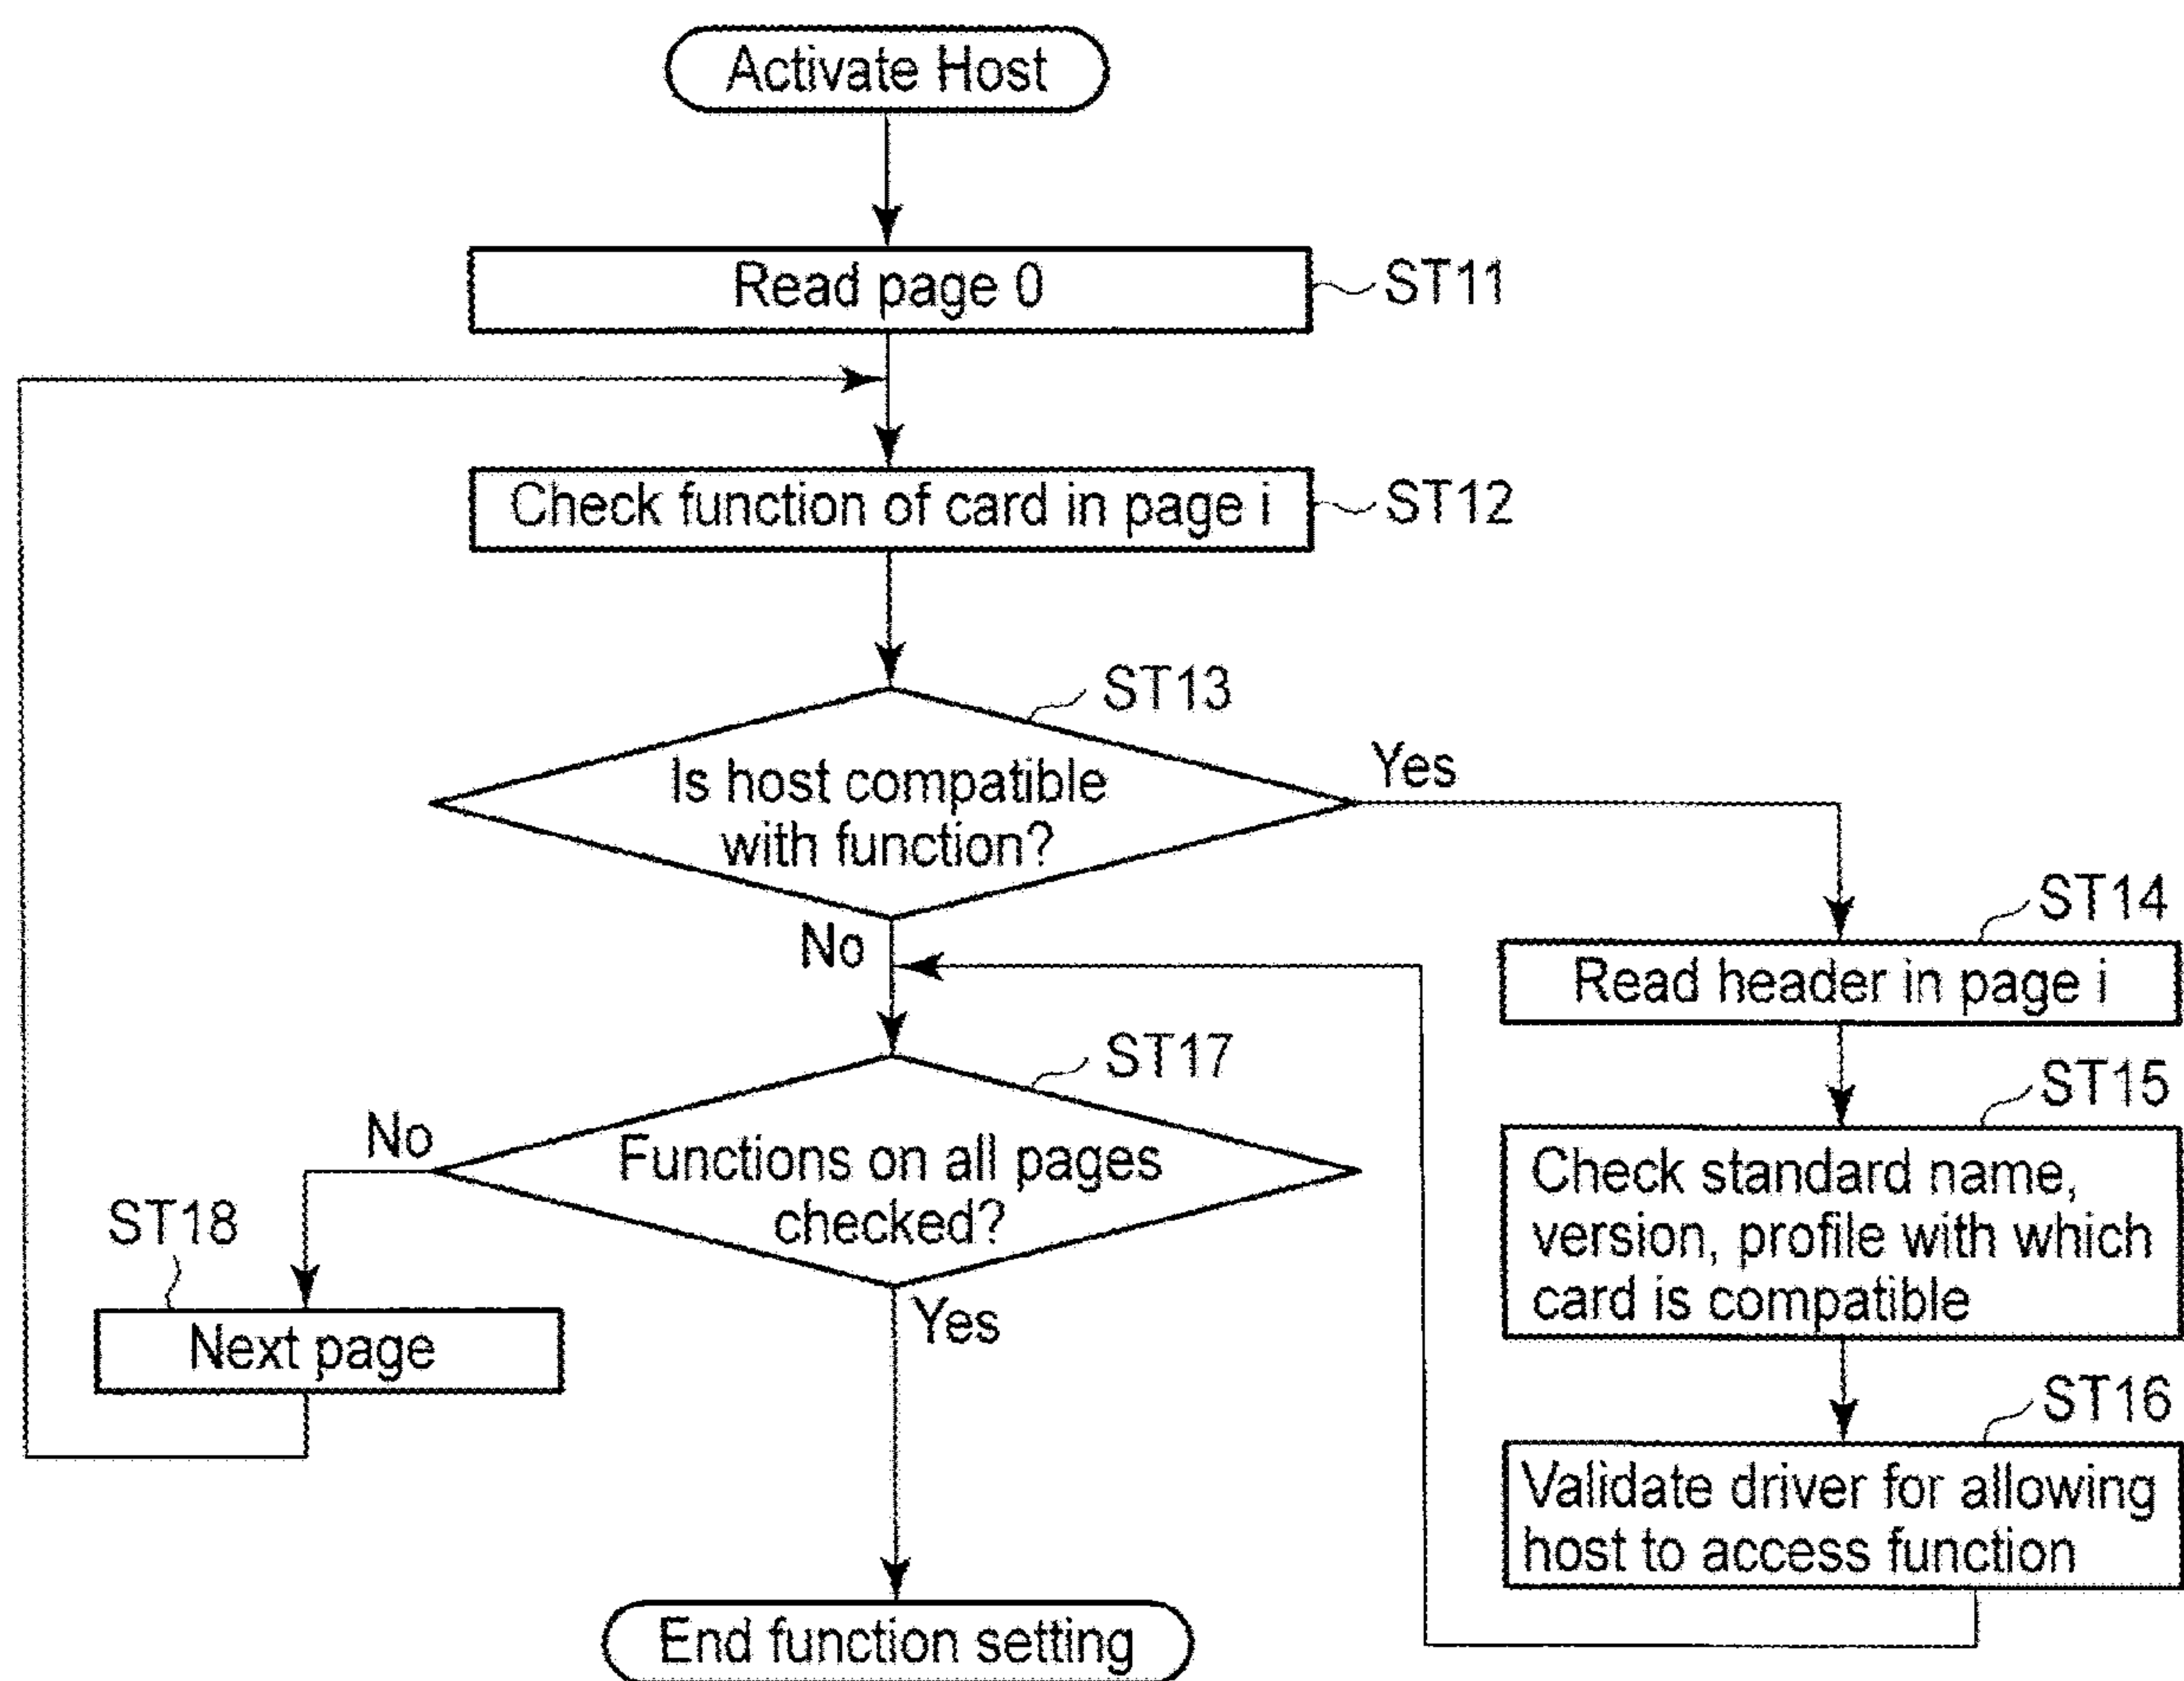 Activate Host
Read page 0
ST11
Check function of card in page i
ST12
ST13
Is host compatible
with function?
Yes
No
ST14
Read header in page i
ST15
Check standard name,
version, profile with which
card is compatible
ST16
Validate driver for allowing
host to access function
ST17
Functions on all pages
checked?
No
Yes
ST18
Next page
End function setting